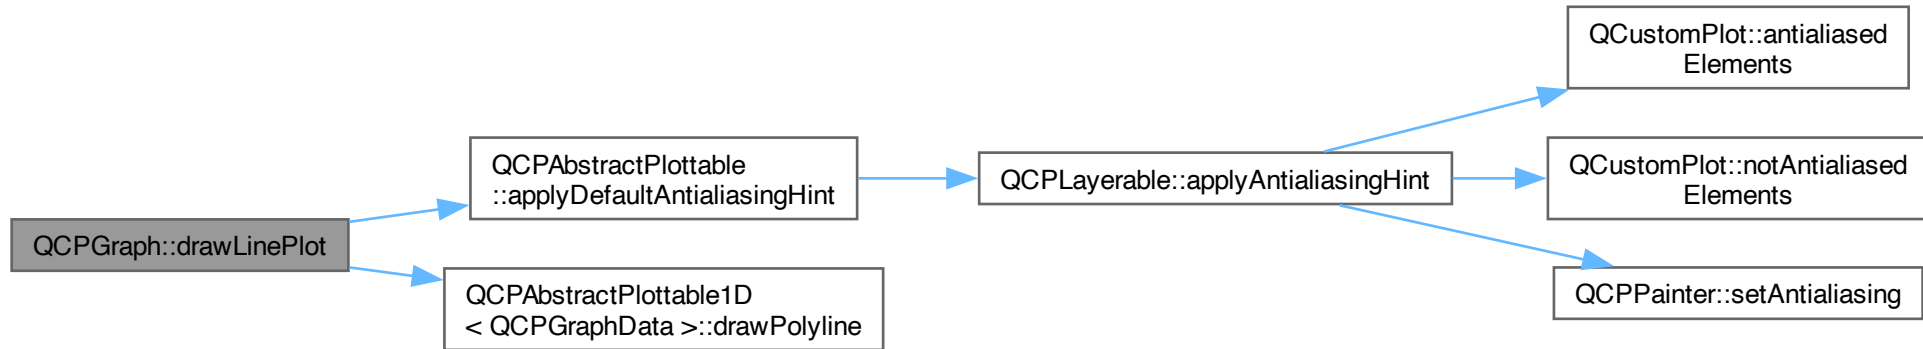 QCPGraph::drawLinePlot
QCPAbstractPlottable
::applyDefaultAntialiasingHint
QCPAbstractPlottable1D
< QCPGraphData >::drawPolyline
QCPLayerable::applyAntialiasingHint
QCustomPlot::antialiased
Elements
QCustomPlot::notAntialiased
Elements
QCPPainter::setAntialiasing